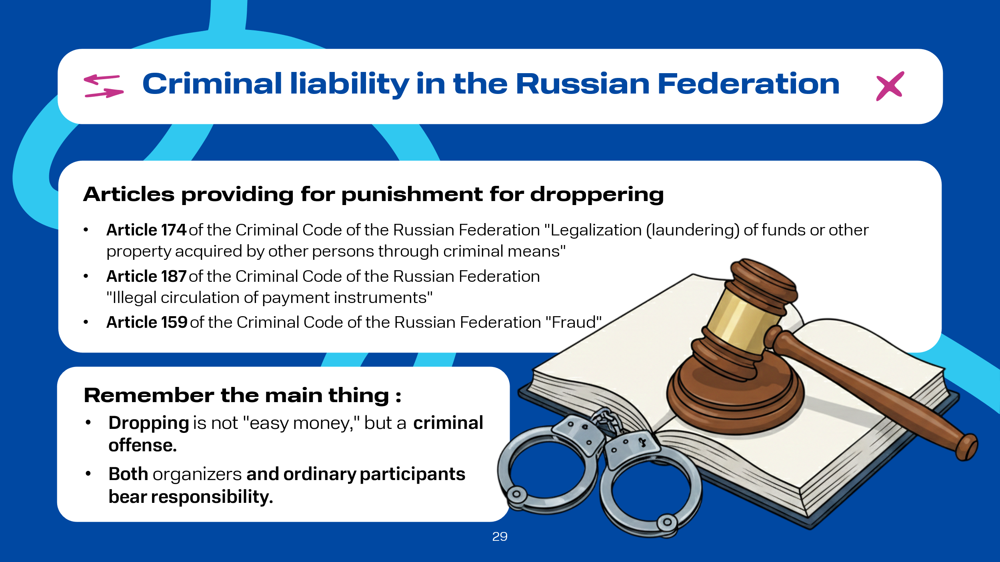 Criminal liability in the Russian Federation
Articles providing for punishment for droppering
• Article 174 of the Criminal Code of the Russian Federation "Legalization (laundering) of funds or other
property acquired by other persons through criminal means"
• Article 187 of the Criminal Code of the Russian Federation
"Illegal circulation of payment instruments"
• Article 159 of the Criminal Code of the Russian Federation "Fraud"
Remember the main thing :
• Dropping is not "easy money," but a criminal
offense.
• Both organizers and ordinary participants
bear responsibility.
29